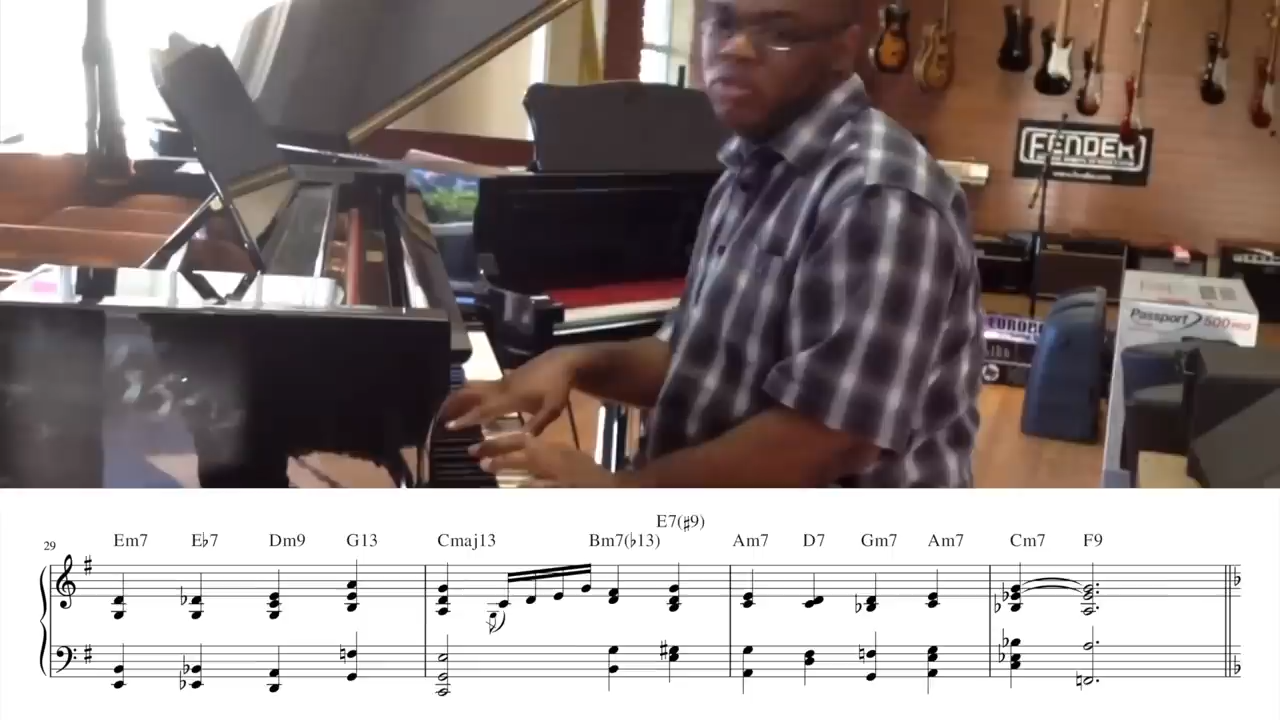 FENDER
Passport 500 PRO
E7(♯9)
Em7 E♭7 Dm9 G13 Cmaj13 Bm7(♭13) Am7 D7 Gm7 Am7 Cm7 F9
29